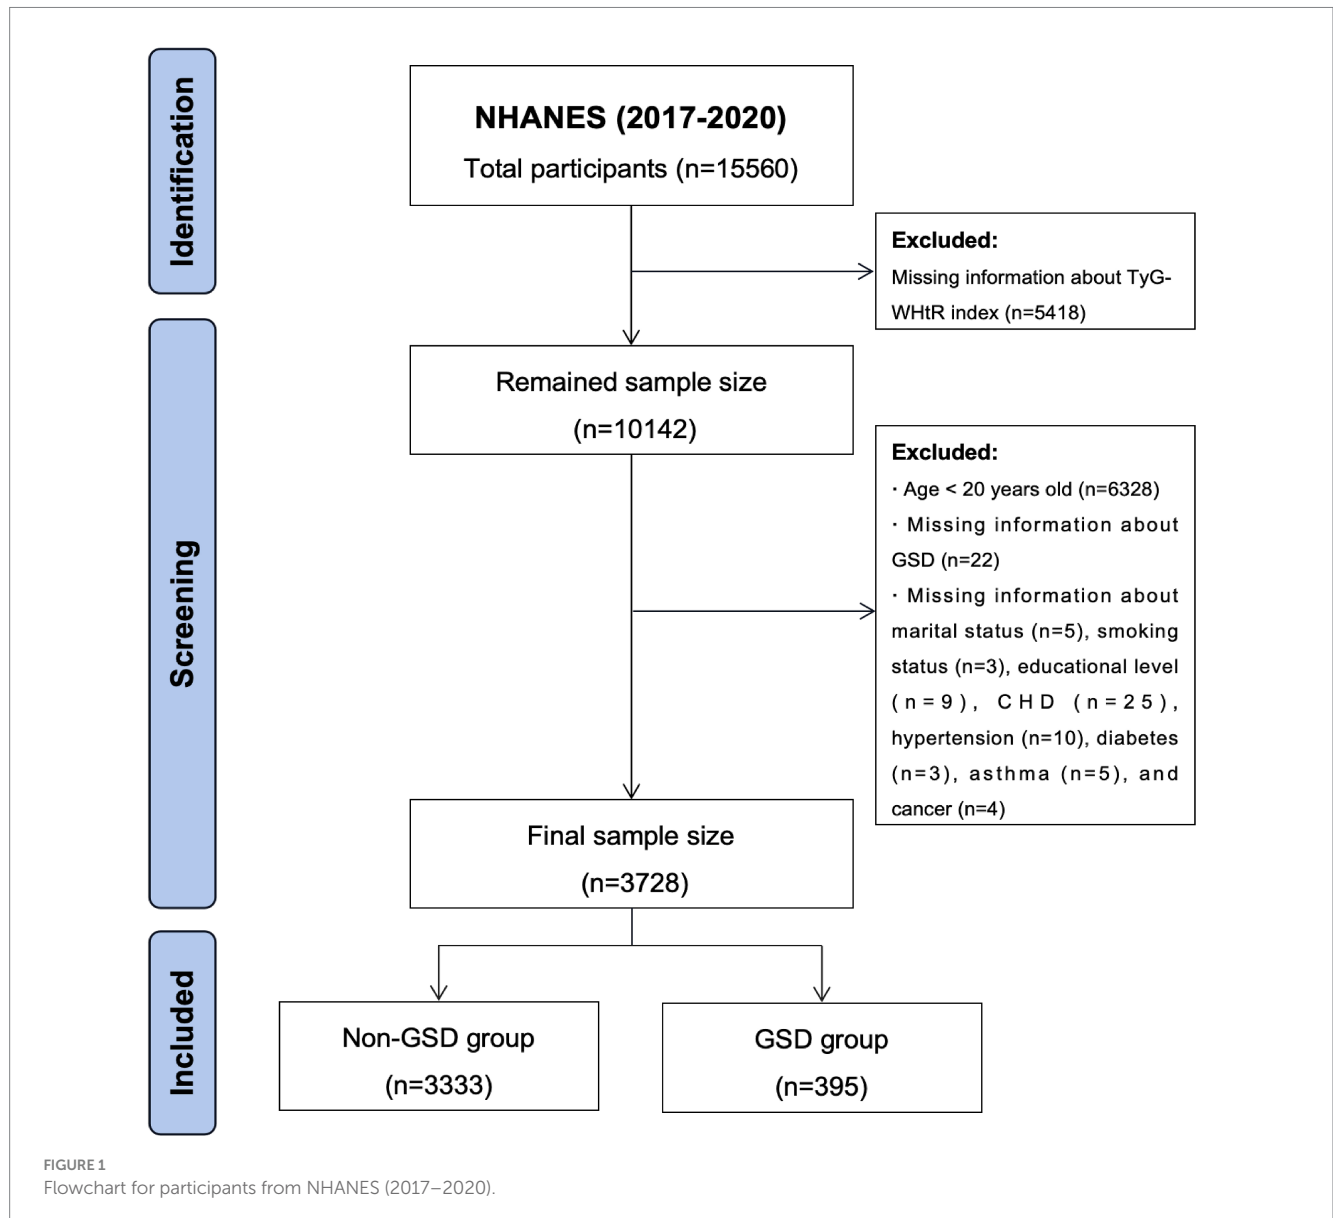 Identification
NHANES (2017-2020)
Total participants (n=15560)
Excluded:
Missing information about TyG-
WHtR index (n=5418)
Screening
Remained sample size
(n=10142)
Excluded:
· Age < 20 years old (n=6328)
· Missing information about
GSD (n=22)
· Missing information about
marital status (n=5), smoking
status (n=3), educational level
(n=9), CHD (n=25),
hypertension (n=10), diabetes
(n=3), asthma (n=5), and
cancer (n=4)
Final sample size
(n=3728)
Included
Non-GSD group
(n=3333)
GSD group
(n=395)
FIGURE 1
Flowchart for participants from NHANES (2017–2020).